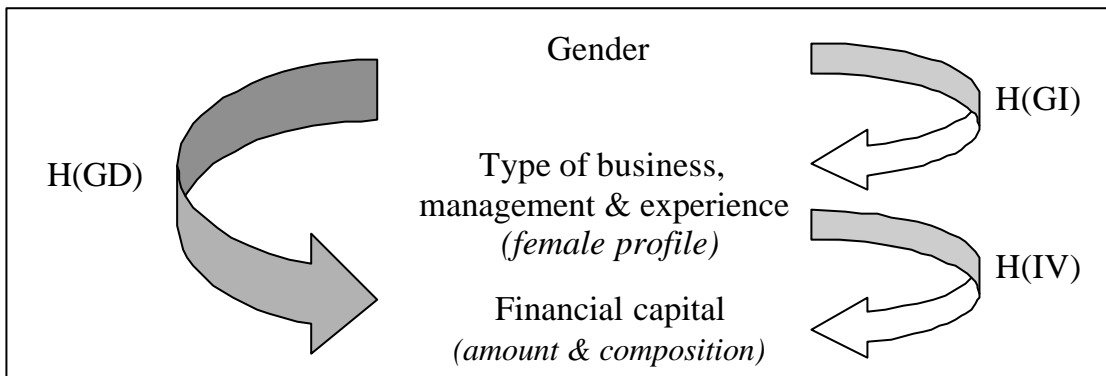 Gender
H(GI)
H(GD)
Type of business,
management & experience
(female profile)
H(IV)
Financial capital
(amount & composition)